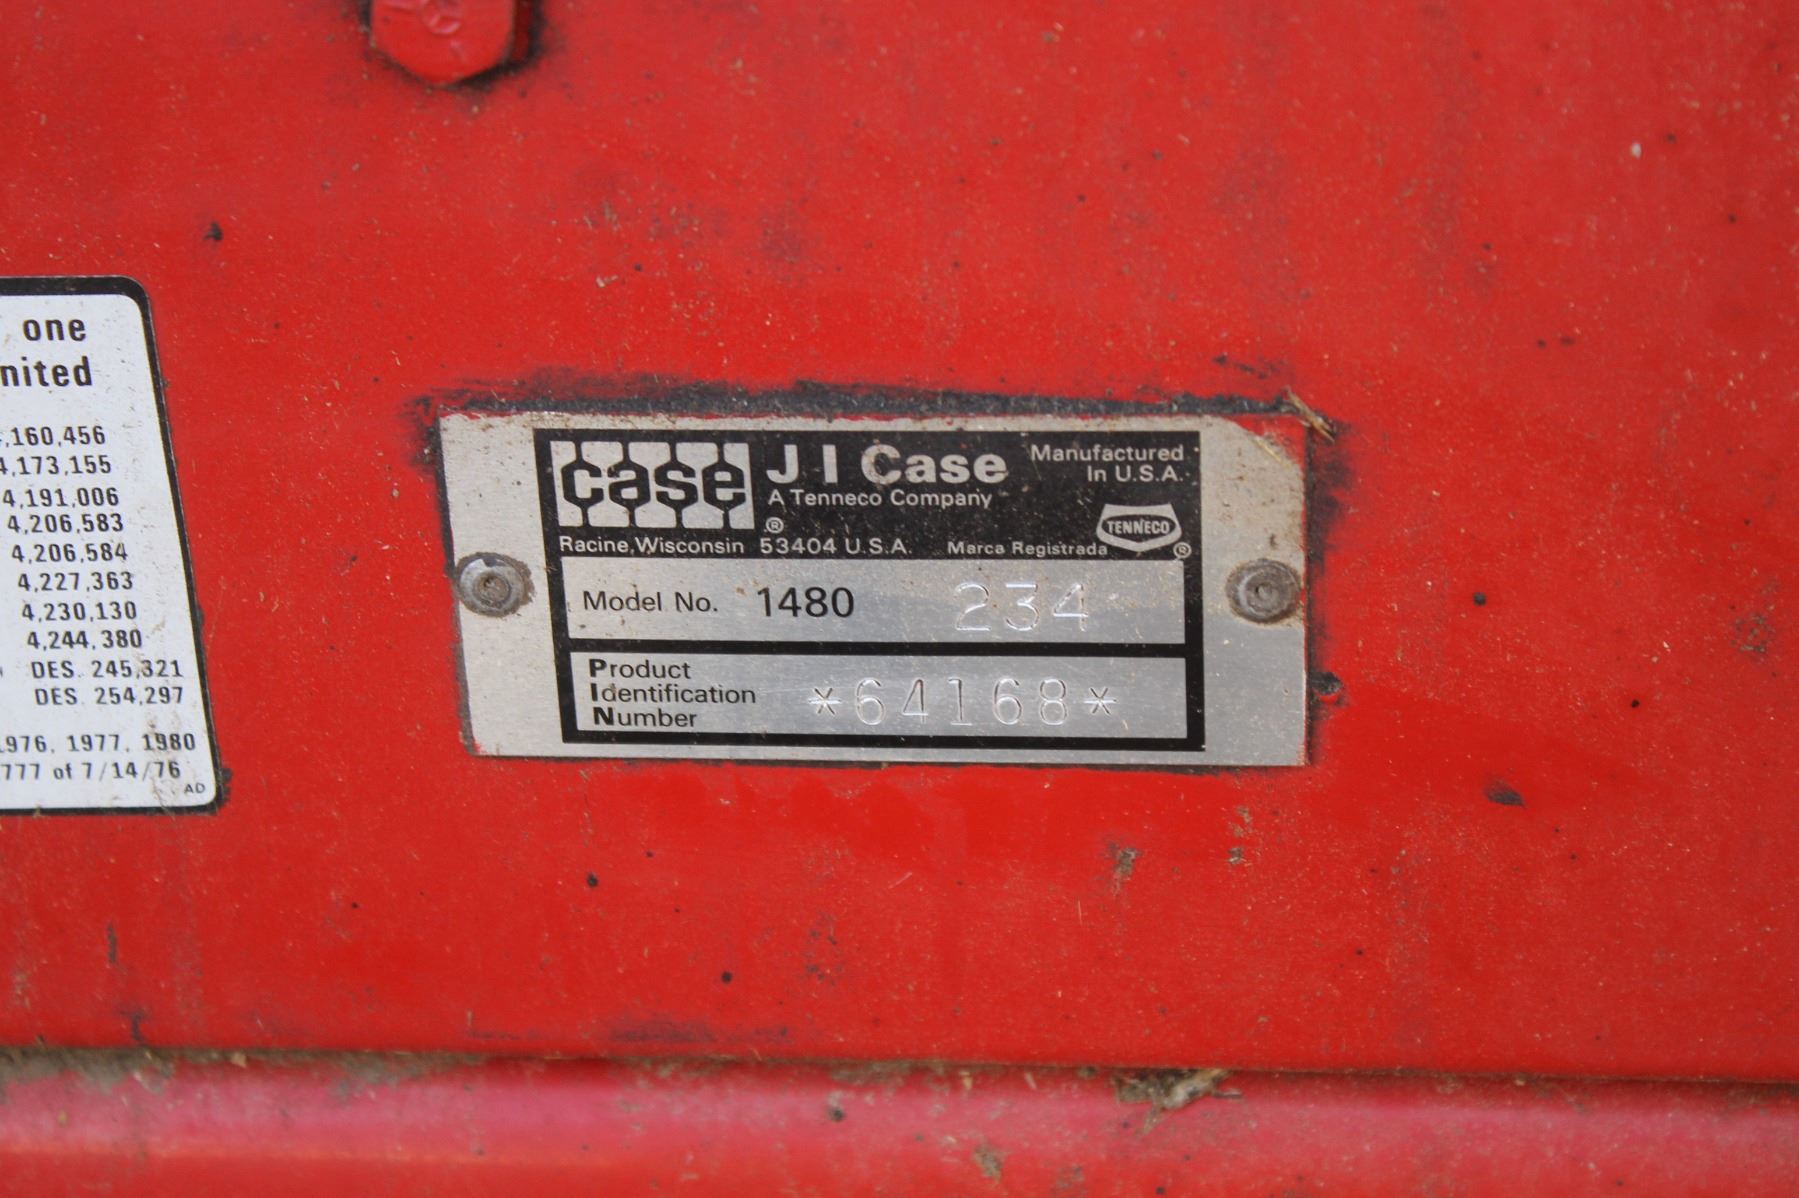 one
nited
,160,456
4,173,155
4,191,006
4,206,583
4,206,584
4,227,363
4,230,130
4,244,380
DES. 245,321
DES. 254,297
1976, 1977, 1980
777 of 7/14/76
AD
case
J I Case
A Tenneco Company
®
Manufactured
In U.S.A.
TENNECO
®
Racine, Wisconsin 53404 U.S.A. Marca Registrada
Model No. 1480 234
Product
Identification
Number
*64168*